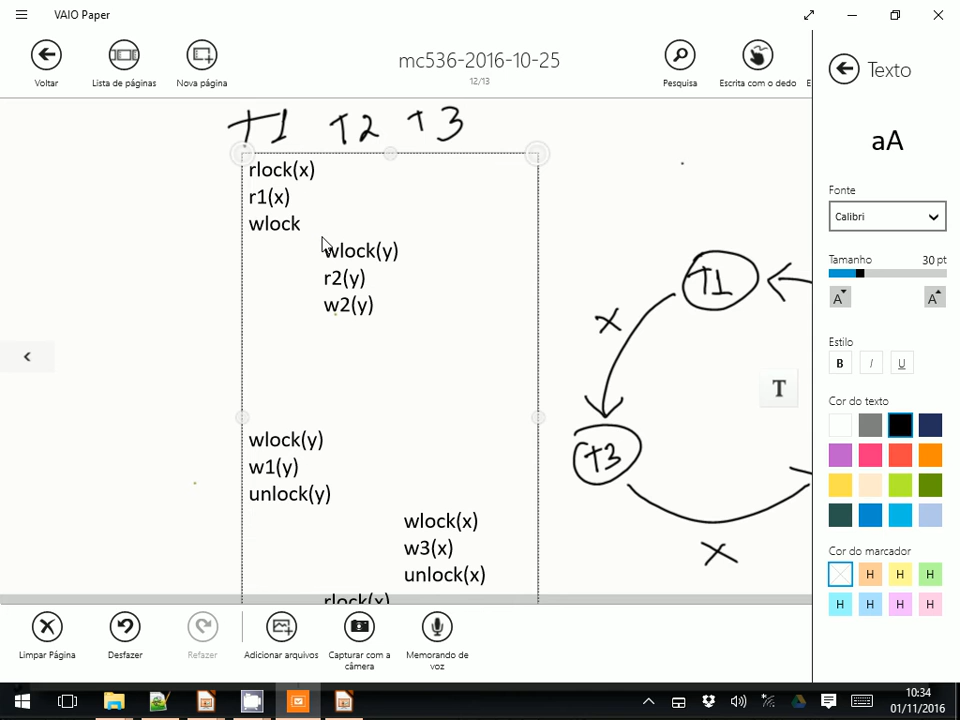 VAIO Paper
Voltar
Lista de páginas
Nova página
mc536-2016-10-25
12/13
Pesquisa
Escrita com o dedo
E
Texto
aA
Fonte
Calibri
Tamanho 30 pt
A A
Estilo
B I U
Cor do texto
Cor do marcador
H H H
H H H H
T1 T2 T3
rlock(x)
r1(x)
wlock
wlock(y)
r2(y)
w2(y)
wlock(y)
w1(y)
unlock(y)
wlock(x)
w3(x)
unlock(x)
rlock(x)
T1
X
T
T3
X
Limpar Página
Desfazer
Refazer
Adicionar arquivos
Capturar com a
câmera
Memorando de
voz
10:34
01/11/2016